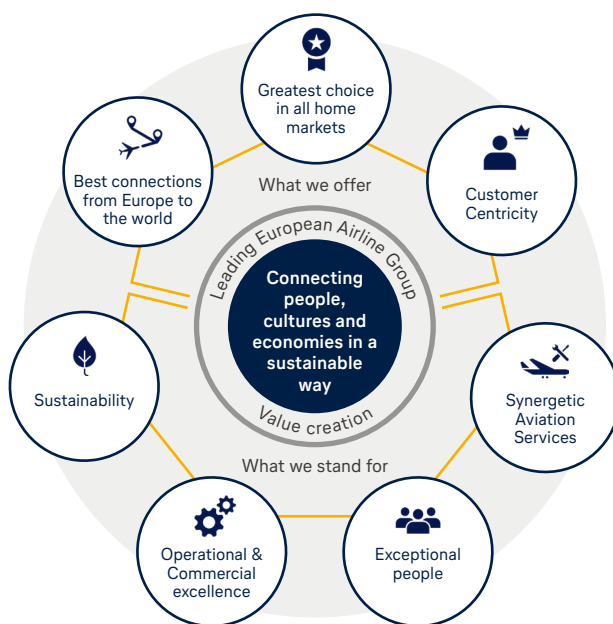 Greatest choice
in all home
markets
Best connections
from Europe to
the world
What we offer
Customer
Centricity
Leading European Airline Group
Connecting
people,
cultures and
economies in a
sustainable
way
Value creation
Sustainability
Synergetic
Aviation
Services
What we stand for
Operational &
Commercial
excellence
Exceptional
people